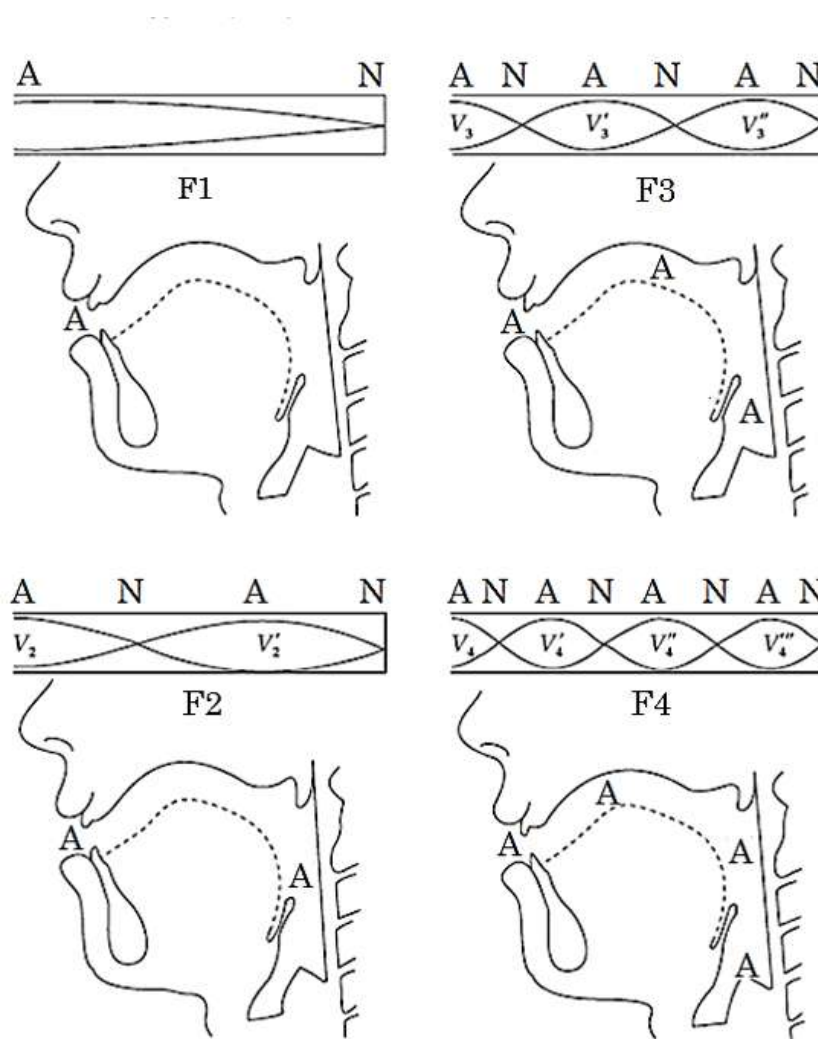 A N
F1
A
A N A N A N
V₃ V₃′ V₃″
F3
A
A
A
A N A N
V₂ V₂′
F2
A
A
A N A N A N A N
V₄ V₄′ V₄″ V₄‴
F4
A
A
A
A